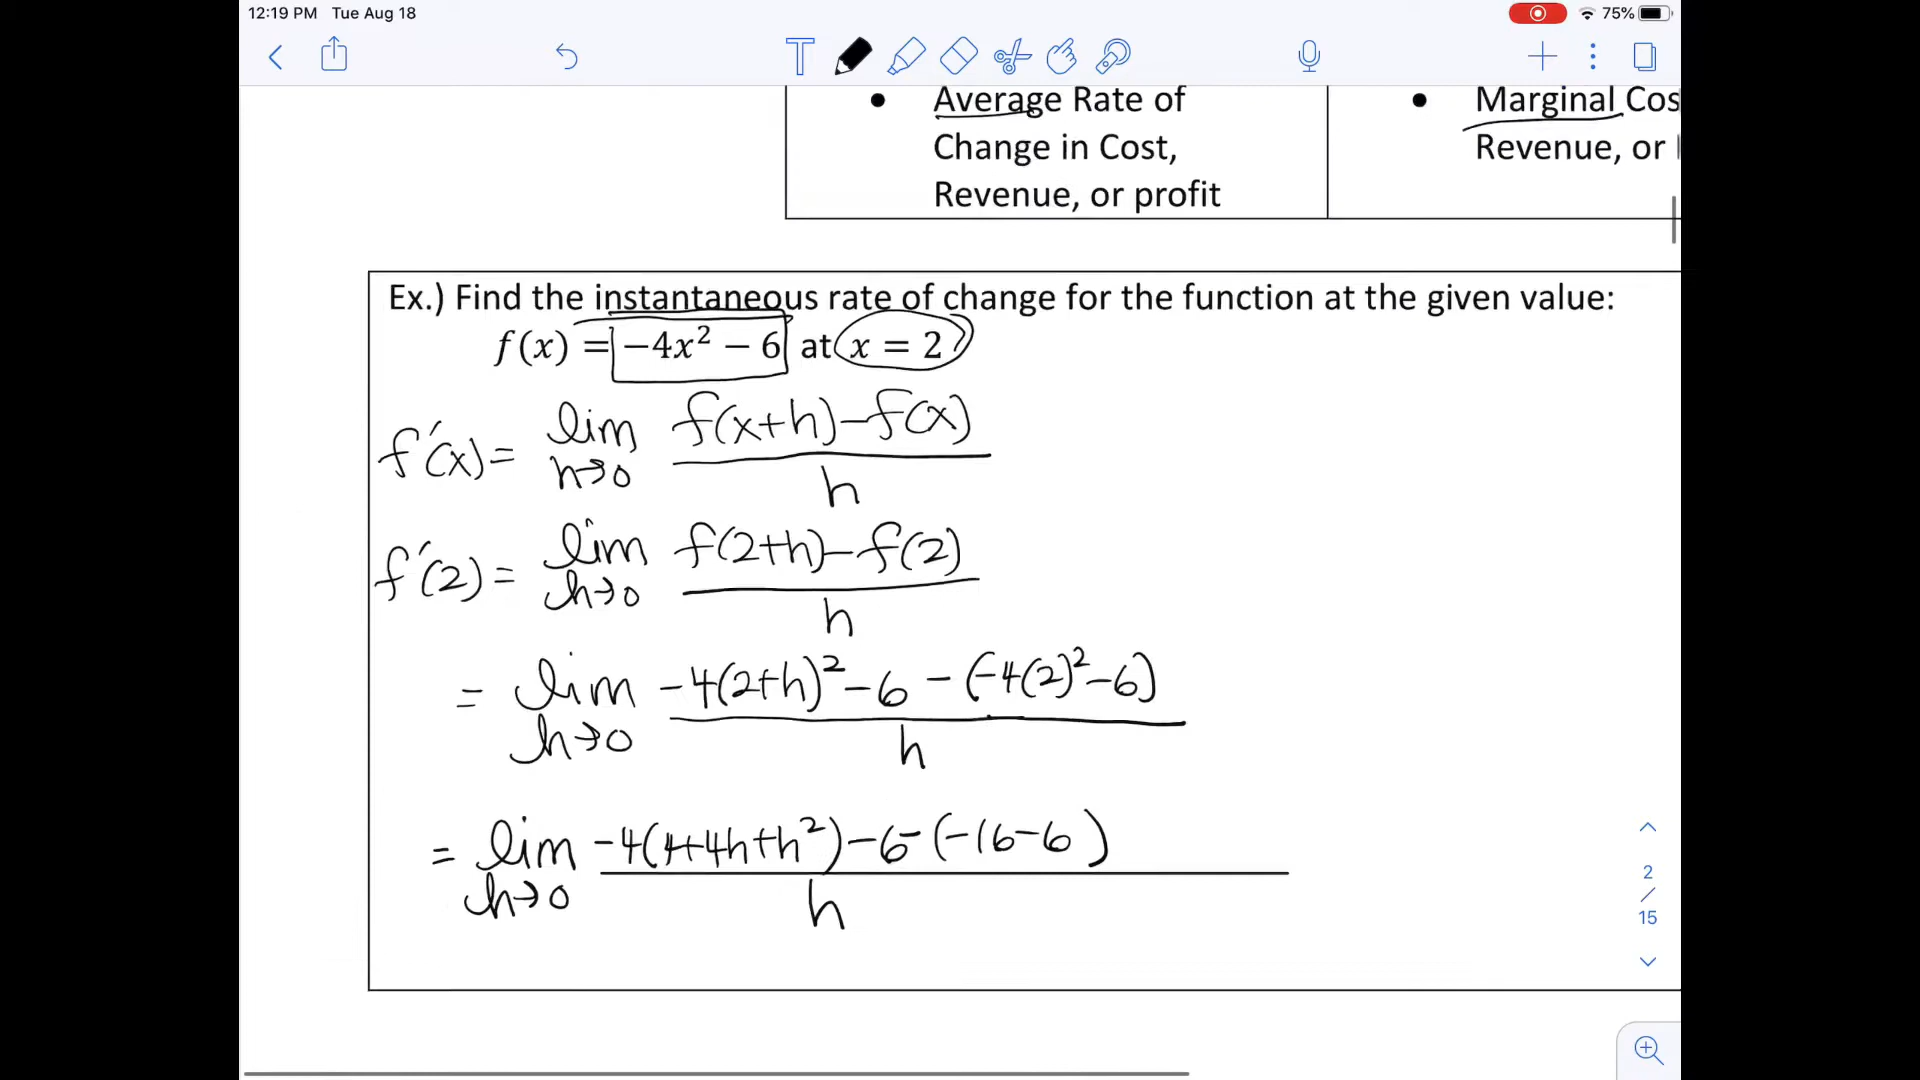 12:19 PM Tue Aug 18
75%
T
• Average Rate of Change in Cost, Revenue, or profit
• Marginal Cos
Revenue, or
Ex.) Find the instantaneous rate of change for the function at the given value:
f(x) = −4x² − 6 at x = 2
f'(x) = lim h→0 f(x+h)−f(x) / h
f'(2) = lim h→0 f(2+h)−f(2) / h
= lim h→0 −4(2+h)²−6−(−4(2)²−6) / h
= lim h→0 −4(4+4h+h²)−6−(−16−6) / h
2
/
15